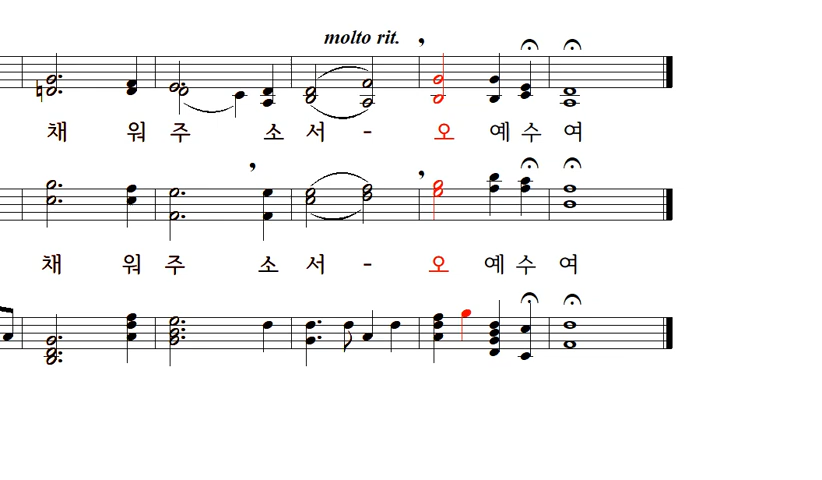 molto rit.
채 워 주 소 서 - 오 예 수 여
채 워 주 소 서 - 오 예 수 여